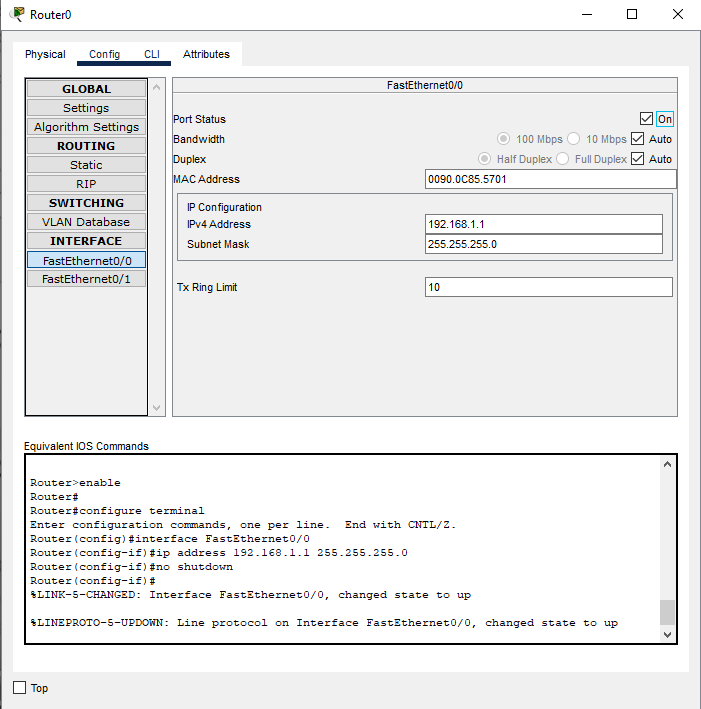 Router0
Physical Config CLI Attributes
GLOBAL
Settings
Algorithm Settings
ROUTING
Static
RIP
SWITCHING
VLAN Database
INTERFACE
FastEthernet0/0
FastEthernet0/1
FastEthernet0/0
Port Status On
Bandwidth 100 Mbps 10 Mbps Auto
Duplex Half Duplex Full Duplex Auto
MAC Address 0090.0C85.5701
IP Configuration
IPv4 Address 192.168.1.1
Subnet Mask 255.255.255.0
Tx Ring Limit 10
Equivalent IOS Commands
Router>enable
Router#
Router#configure terminal
Enter configuration commands, one per line.  End with CNTL/Z.
Router(config)#interface FastEthernet0/0
Router(config-if)#ip address 192.168.1.1 255.255.255.0
Router(config-if)#no shutdown
Router(config-if)#
%LINK-5-CHANGED: Interface FastEthernet0/0, changed state to up
%LINEPROTO-5-UPDOWN: Line protocol on Interface FastEthernet0/0, changed state to up
Top